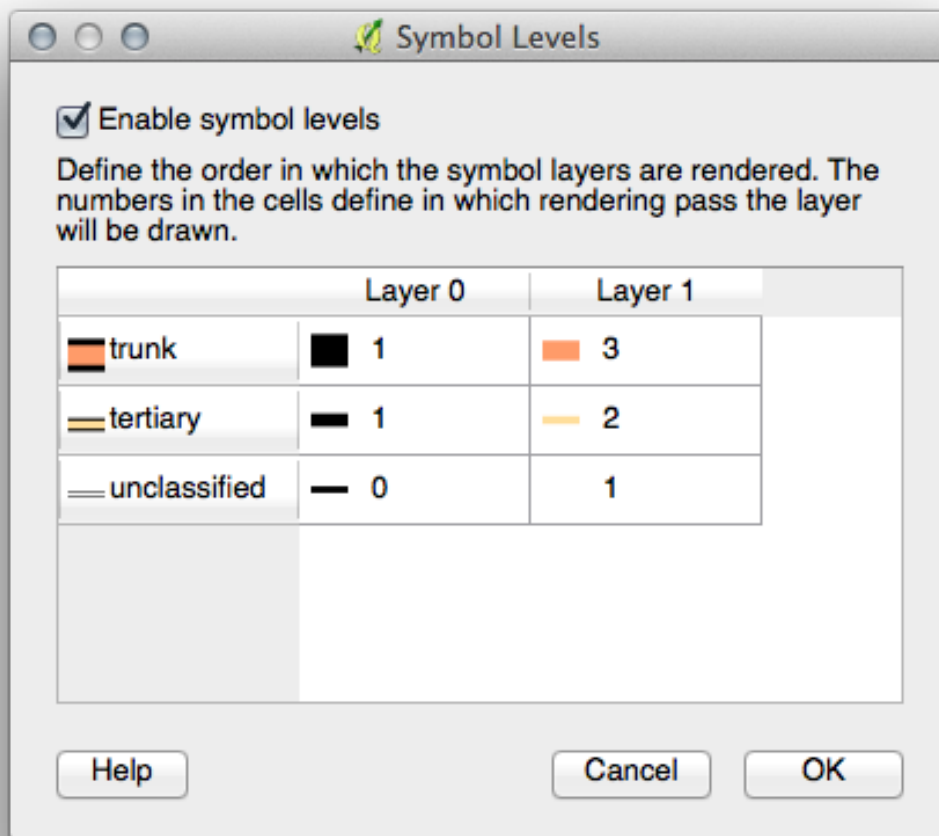 Symbol Levels
Enable symbol levels
Define the order in which the symbol layers are rendered. The
numbers in the cells define in which rendering pass the layer
will be drawn.
Layer 0 Layer 1
trunk 1 3
tertiary 1 2
unclassified 0 1
Help Cancel OK